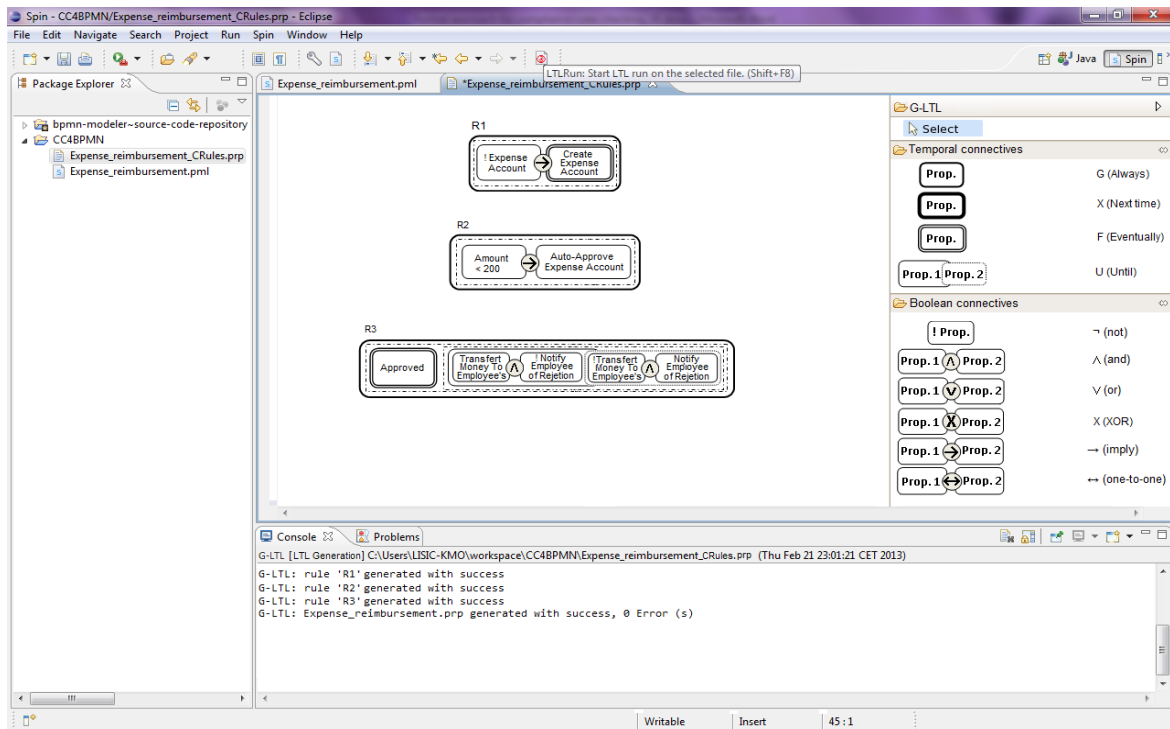 Spin - CC4BPMN/Expense_reimbursement_CRules.prp - Eclipse
File Edit Navigate Search Project Run Spin Window Help
Java
Spin
LTLRun: Start LTL run on the selected file. (Shift+F8)
Package Explorer
bpmn-modeler~source-code-repository
CC4BPMN
Expense_reimbursement_CRules.prp
Expense_reimbursement.pml
Expense_reimbursement.pml
*Expense_reimbursement_CRules.prp
R1
! Expense
Account
Create
Expense
Account
R2
Amount
< 200
Auto-Approve
Expense Account
R3
Approved
Transfert
Money To
Employee's
Λ
! Notify
Employee
of Rejetion
!Transfert
Money To
Employee's
Λ
Notify
Employee
of Rejetion
G-LTL
Select
Temporal connectives
Prop. G (Always)
Prop. X (Next time)
Prop. F (Eventually)
Prop. 1 Prop. 2 U (Until)
Boolean connectives
! Prop. ¬ (not)
Prop. 1 Λ Prop. 2 Λ (and)
Prop. 1 V Prop. 2 V (or)
Prop. 1 X Prop. 2 X (XOR)
Prop. 1 → Prop. 2 → (imply)
Prop. 1 ↔ Prop. 2 ↔ (one-to-one)
Console Problems
G-LTL [LTL Generation] C:\Users\LISIC-KMO\workspace\CC4BPMN\Expense_reimbursement_CRules.prp (Thu Feb 21 23:01:21 CET 2013)
G-LTL: rule 'R1' generated with success
G-LTL: rule 'R2' generated with success
G-LTL: rule 'R3' generated with success
G-LTL: Expense_reimbursement.prp generated with success, 0 Error (s)
Writable Insert 45 : 1